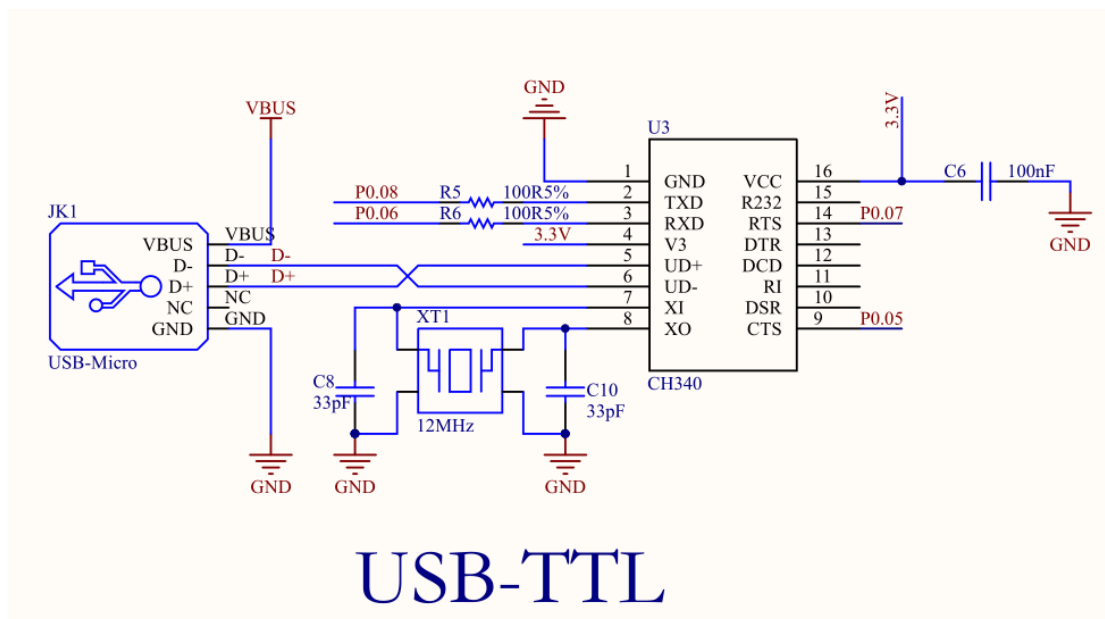 GND
VBUS
3.3V
U3
1 GND VCC 16 C6 100nF
P0.08 R5 100R5% 2 TXD R232 15
P0.06 R6 100R5% 3 RXD RTS 14 P0.07
JK1
3.3V 4 V3 DTR 13
VBUS VBUS
GND
D- D- D- 5 UD+ DCD 12
D+ D+ D+ 6 UD- RI 11
NC NC 7 XI DSR 10
GND GND XT1 8 XO CTS 9 P0.05
USB-Micro
C8 33pF
C10 33pF
CH340
12MHz
GND GND GND
USB-TTL